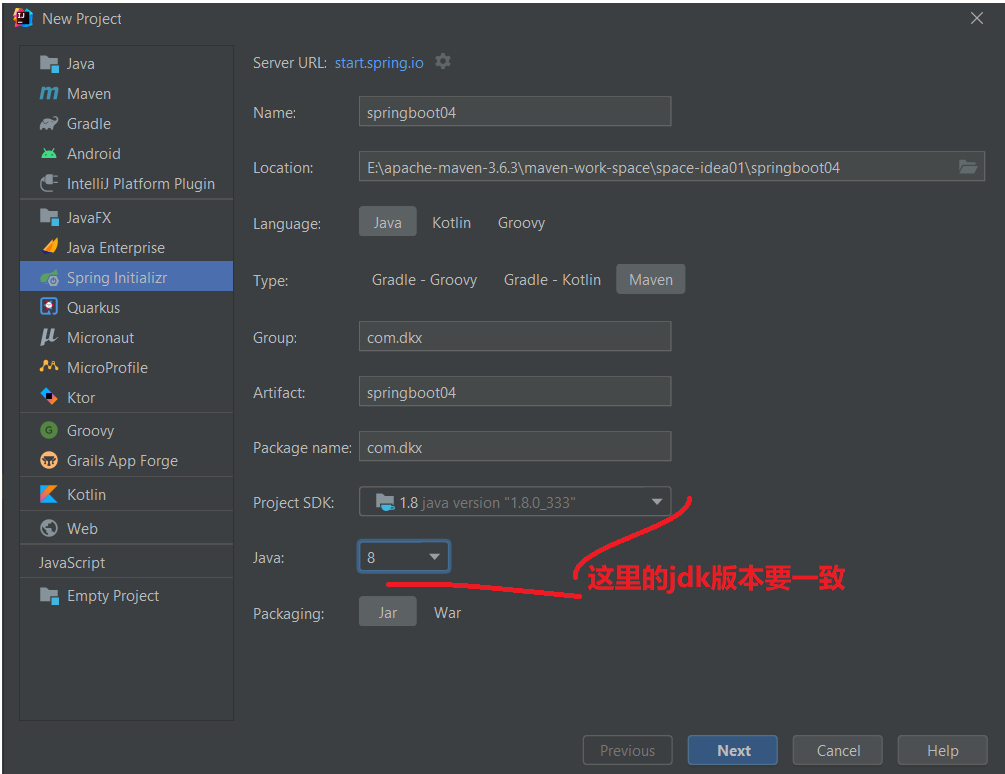 New Project
Java
Maven
Gradle
Android
IntelliJ Platform Plugin
JavaFX
Java Enterprise
Spring Initializr
Quarkus
Micronaut
MicroProfile
Ktor
Groovy
Grails App Forge
Kotlin
Web
JavaScript
Empty Project
Server URL: start.spring.io
Name: springboot04
Location: E:\apache-maven-3.6.3\maven-work-space\space-idea01\springboot04
Language: Java Kotlin Groovy
Type: Gradle - Groovy Gradle - Kotlin Maven
Group: com.dkx
Artifact: springboot04
Package name: com.dkx
Project SDK: 1.8 java version "1.8.0_333"
Java: 8
这里的jdk版本要一致
Packaging: Jar War
Previous Next Cancel Help